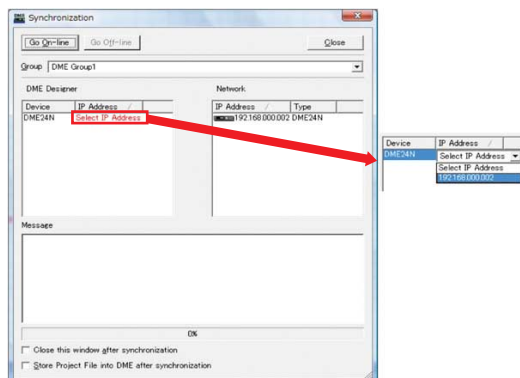 Synchronization
Go On-line Go Off-line Close
Group DME Group1
DME Designer Network
Device IP Address IP Address Type
DME24N Select IP Address 192.168.000.002 DME24N
Device IP Address
DME24N Select IP Address
Select IP Address
192.168.000.002
Message
0%
Close this window after synchronization
Store Project File into DME after synchronization